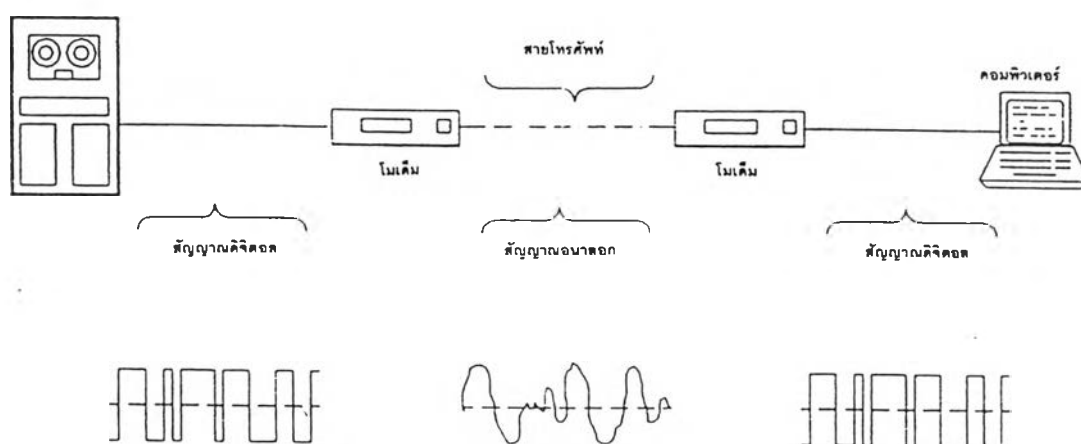 สายโทรศัพท์
คอมพิวเตอร์
โมเด็ม
โมเด็ม
สัญญาณดิจิตอล
สัญญาณอนาลอก
สัญญาณดิจิตอล